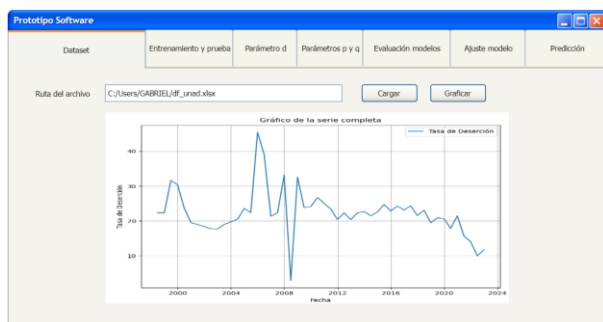 Prototipo Software
Dataset Entrenamiento y prueba Parámetro d Parámetros p y q Evaluación modelos Ajuste modelo Predicción
Ruta del archivo C:/Users/GABRIEL/df_unad.xlsx Cargar Graficar
Gráfico de la serie completa
Tasa de Deserción
40
30
20
10
Tasa de Deserción
2000 2004 2008 2012 2016 2020 2024
Fecha